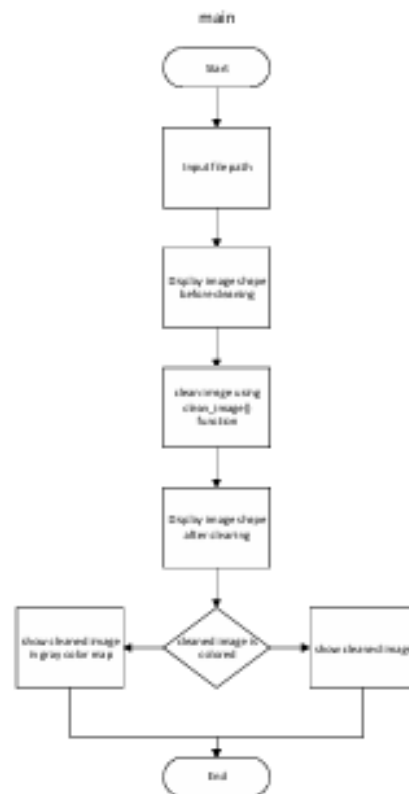 main
Start
Input file path
Display image shape
before cleaning
clean image using
clean_image()
function
Display image shape
after clearing
show cleaned image
in gray color map
cleaned image is
colored
show cleaned image
End